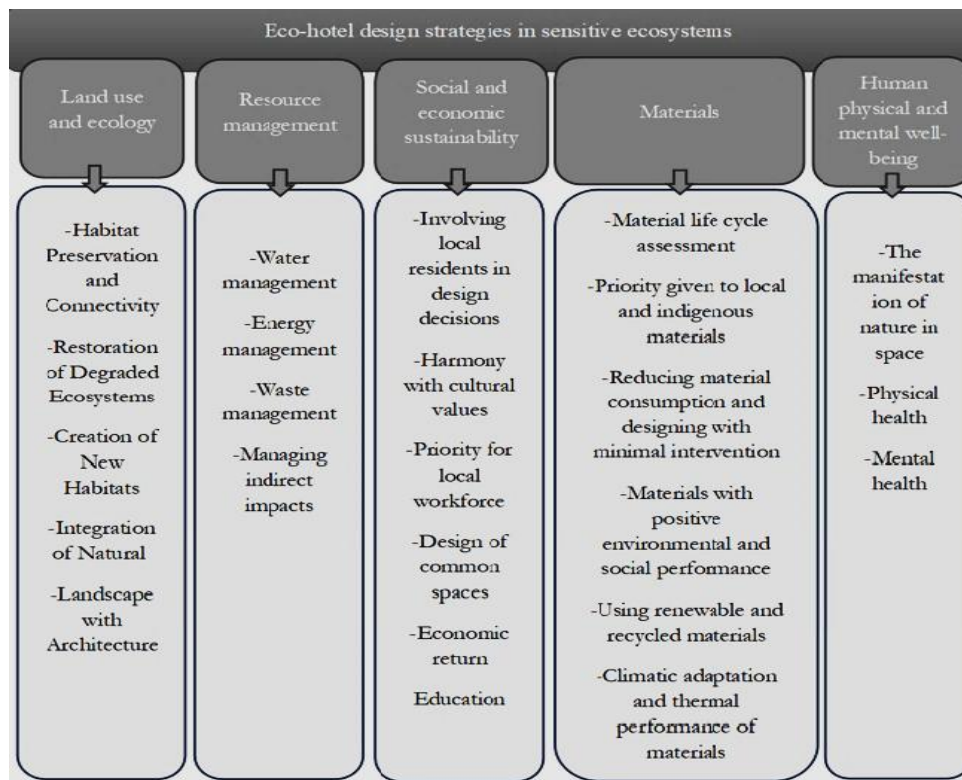 Eco-hotel design strategies in sensitive ecosystems
Land use
and ecology
-Habitat
Preservation
and
Connectivity
-Restoration
of Degraded
Ecosystems
-Creation of
New
Habitats
-Integration
of Natural
-Landscape
with
Architecture
Resource
management
-Water
management
-Energy
management
-Waste
management
-Managing
indirect
impacts
Social and
economic
sustainability
-Involving
local
residents in
design
decisions
-Harmony
with cultural
values
-Priority for
local
workforce
-Design of
common
spaces
-Economic
return
Education
Materials
-Material life cycle
assessment
-Priority given to local
and indigenous
materials
-Reducing material
consumption and
designing with
minimal intervention
-Materials with
positive
environmental and
social performance
-Using renewable and
recycled materials
-Climatic adaptation
and thermal
performance of
materials
Human
physical and
mental well-
being
-The
manifestat
ion of
nature in
space
-Physical
health
-Mental
health